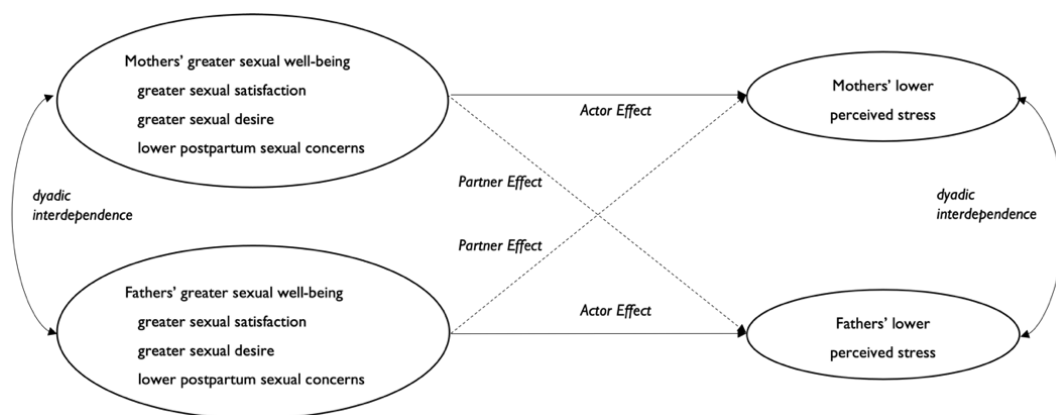 Mothers' greater sexual well-being
greater sexual satisfaction
greater sexual desire
lower postpartum sexual concerns
Actor Effect
Mothers' lower
perceived stress
Partner Effect
dyadic
interdependence
dyadic
interdependence
Partner Effect
Fathers' greater sexual well-being
greater sexual satisfaction
greater sexual desire
lower postpartum sexual concerns
Actor Effect
Fathers' lower
perceived stress